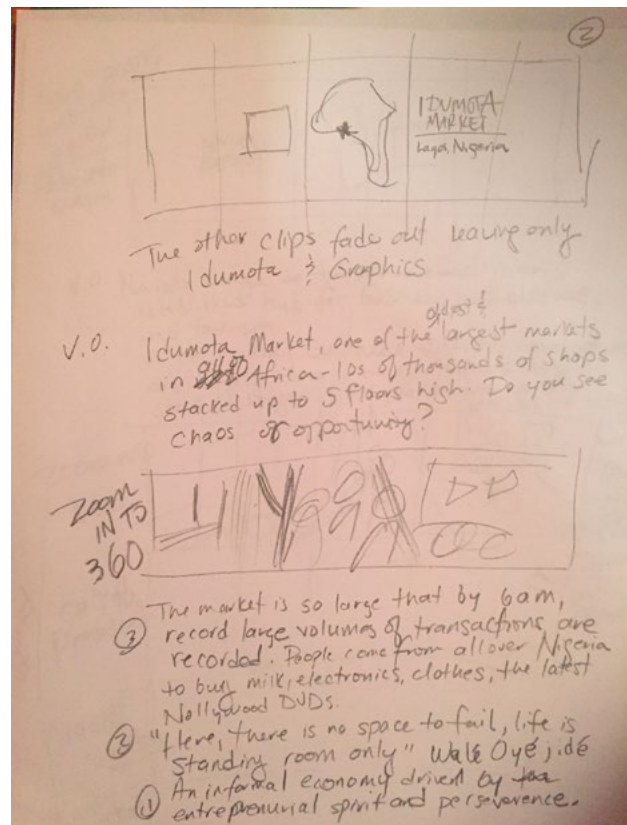 2
IDUMOTA
MARKET
Lagos, Nigeria
The other clips fade out leaving only
Idumota & Graphics
oldest &
V.O. Idumota Market, one of the largest markets
in Africa - 10s of thousands of shops
stacked up to 5 floors high. Do you see
Chaos or opportunity?
Zoom
IN TO
360
The market is so large that by 6am,
3 record large volumes of transactions are
recorded. People come from all over Nigeria
to buy milk, electronics, clothes, the latest
Nollywood DVDs.
2 "Here, there is no space to fail, life is
standing room only" Walé Oyéjidé
1 An informal economy driven by
entreprenurial spirit and perseverence.